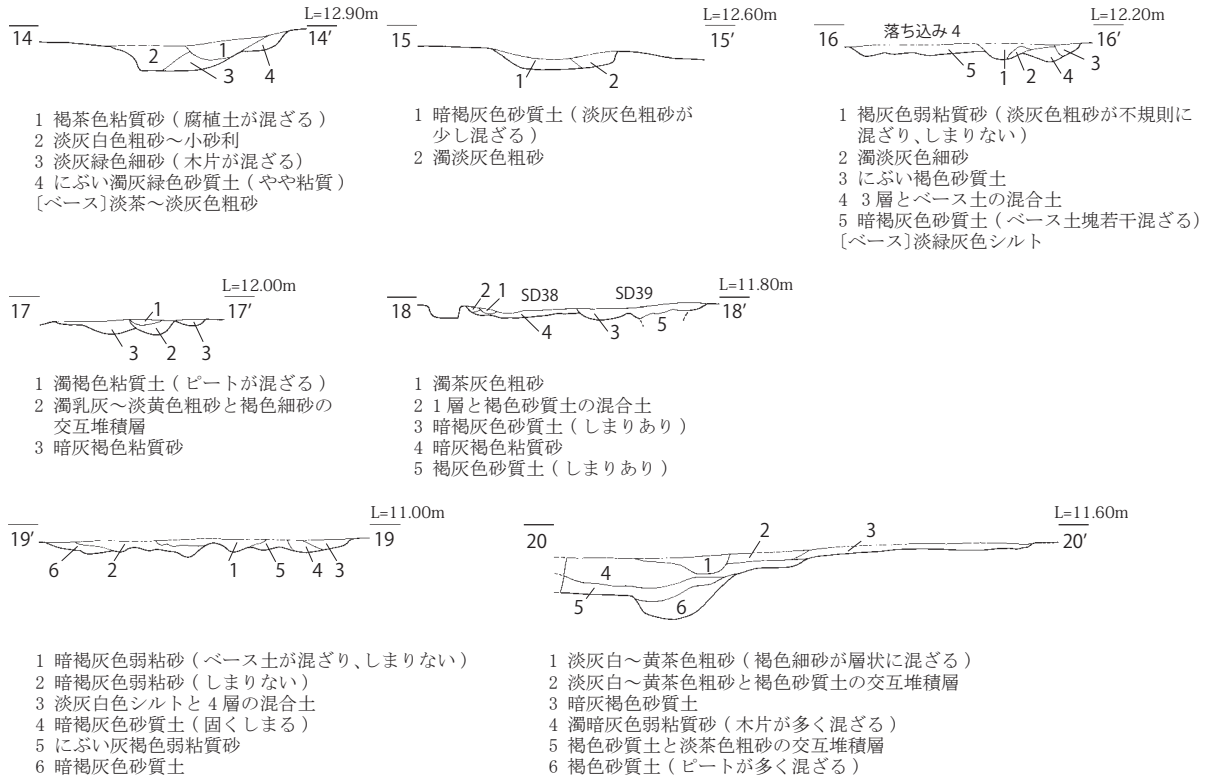 L=12.90m
14
14′
1
2
3
4
1 褐茶色粘質砂(腐植土が混ざる)
2 淡灰白色粗砂～小砂利
3 淡灰緑色細砂(木片が混ざる)
4 にぶい濁灰緑色砂質土(やや粘質)
〔ベース〕淡茶～淡灰色粗砂
L=12.60m
15
15′
1
2
1 暗褐灰色砂質土(淡灰色粗砂が
少し混ざる)
2 濁淡灰色粗砂
L=12.20m
16
落ち込み 4
16′
5
1
2
4
3
1 褐灰色弱粘質砂(淡灰色粗砂が不規則に
混ざり、しまりない)
2 濁淡灰色細砂
3 にぶい褐色砂質土
4 3 層とベース土の混合土
5 暗褐灰色砂質土(ベース土塊若干混ざる)
〔ベース〕淡緑灰色シルト
L=12.00m
17
1
17′
3
2
3
1 濁褐色粘質土(ピートが混ざる)
2 濁乳灰～淡黄色粗砂と褐色細砂の
交互堆積層
3 暗灰褐色粘質砂
L=11.80m
18
2 1
SD38
SD39
18′
4
3
5
1 濁茶灰色粗砂
2 1 層と褐色砂質土の混合土
3 暗褐灰色砂質土(しまりあり)
4 暗灰褐色粘質砂
5 褐灰色砂質土(しまりあり)
L=11.00m
19′
19
6
2
1
5
4
3
1 暗褐灰色弱粘砂(ベース土が混ざり、しまりない)
2 暗褐灰色弱粘砂(しまりない)
3 淡灰白色シルトと 4 層の混合土
4 暗褐灰色砂質土(固くしまる)
5 にぶい灰褐色弱粘質砂
6 暗褐灰色砂質土
L=11.60m
20
2
3
20′
4
1
5
6
1 淡灰白～黄茶色粗砂(褐色細砂が層状に混ざる)
2 淡灰白～黄茶色粗砂と褐色砂質土の交互堆積層
3 暗灰褐色砂質土
4 濁暗灰色弱粘質砂(木片が多く混ざる)
5 褐色砂質土と淡茶色粗砂の交互堆積層
6 褐色砂質土(ピートが多く混ざる)